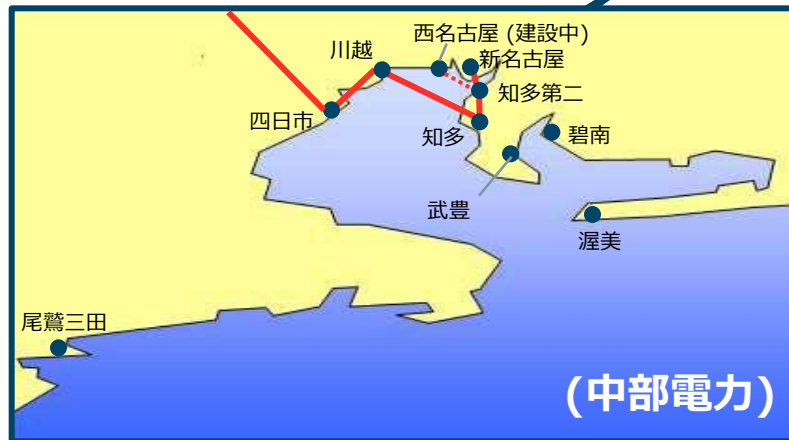 西名古屋 (建設中)
川越
新名古屋
知多第二
四日市
知多
碧南
武豊
渥美
尾鷲三田
(中部電力)